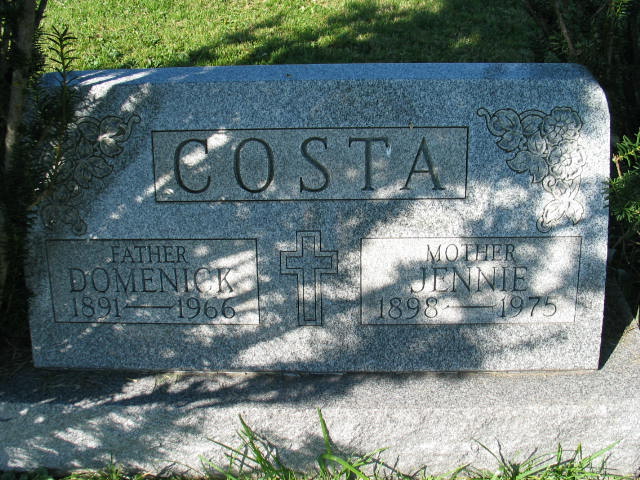 COSTA
FATHER
DOMENICK
1891—1966
MOTHER
JENNIE
1898—1975